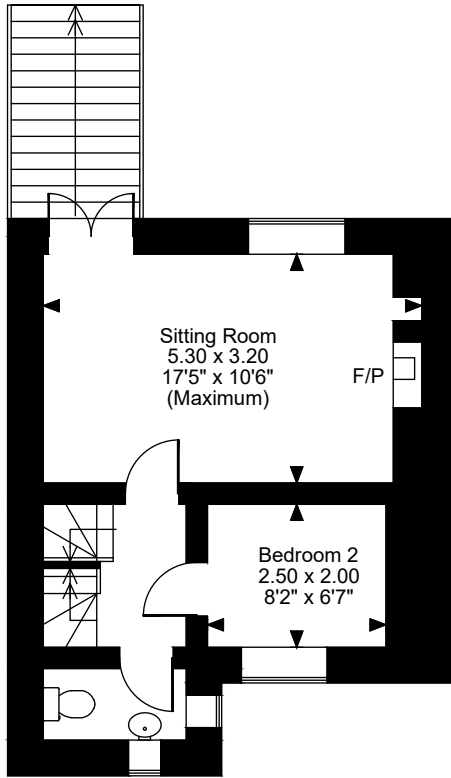 Sitting Room
5.30 x 3.20
17'5" x 10'6"
(Maximum)
F/P
Bedroom 2
2.50 x 2.00
8'2" x 6'7"